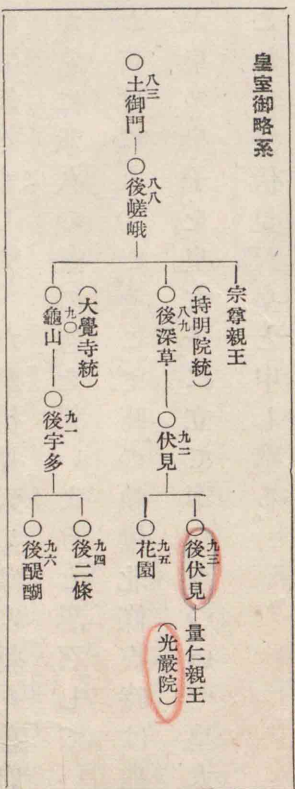 皇室御略系
八三
○土御門
八八
○後嵯峨
宗尊親王
(持明院統)
八九
○後深草
九二
○伏見
九三
○後伏見
量仁親王
(光嚴院)
九五
○花園
(大覺寺統)
九〇
○龜山
九一
○後宇多
九四
○後二條
九六
○後醍醐